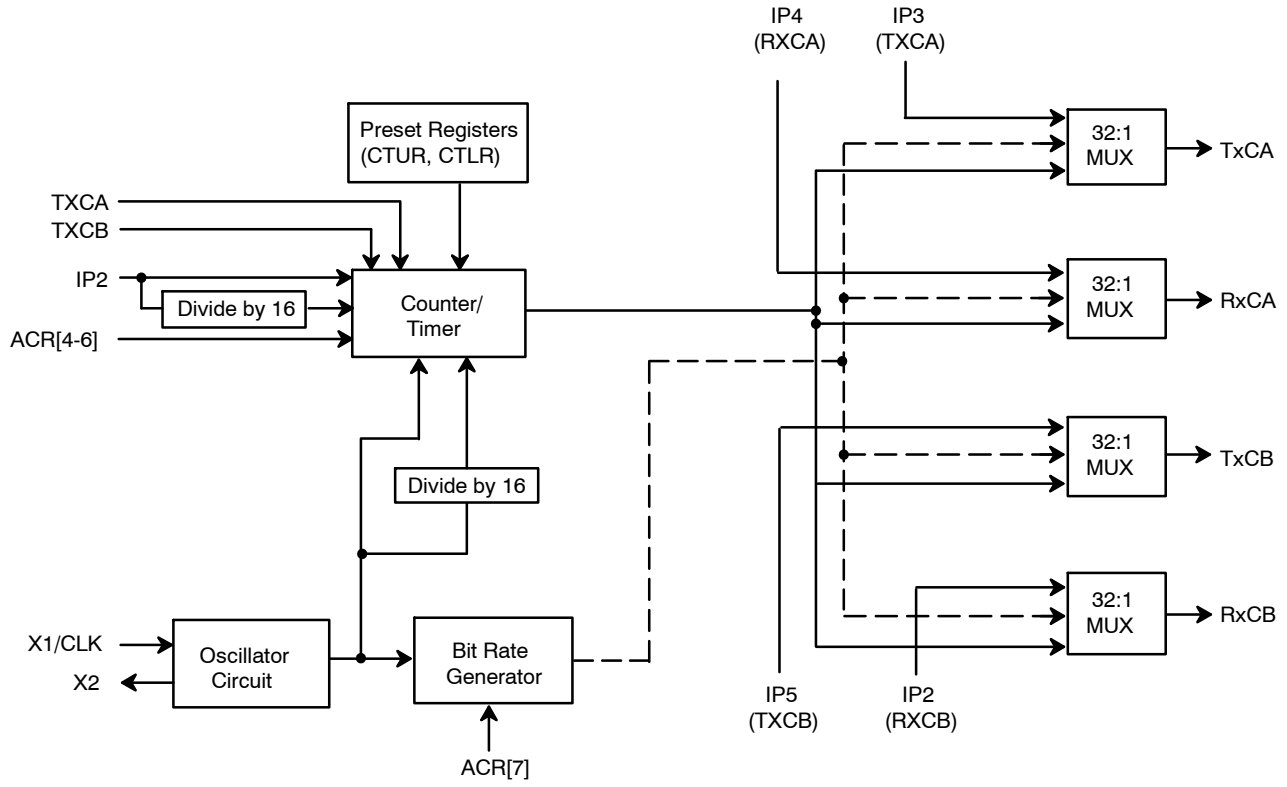 IP4
(RXCA)
IP3
(TXCA)
Preset Registers
(CTUR, CTLR)
32:1
MUX
TxCA
TXCA
TXCB
IP2
Divide by 16
ACR[4-6]
Counter/
Timer
32:1
MUX
RxCA
Divide by 16
32:1
MUX
TxCB
X1/CLK
X2
Oscillator
Circuit
Bit Rate
Generator
ACR[7]
32:1
MUX
RxCB
IP5
(TXCB)
IP2
(RXCB)